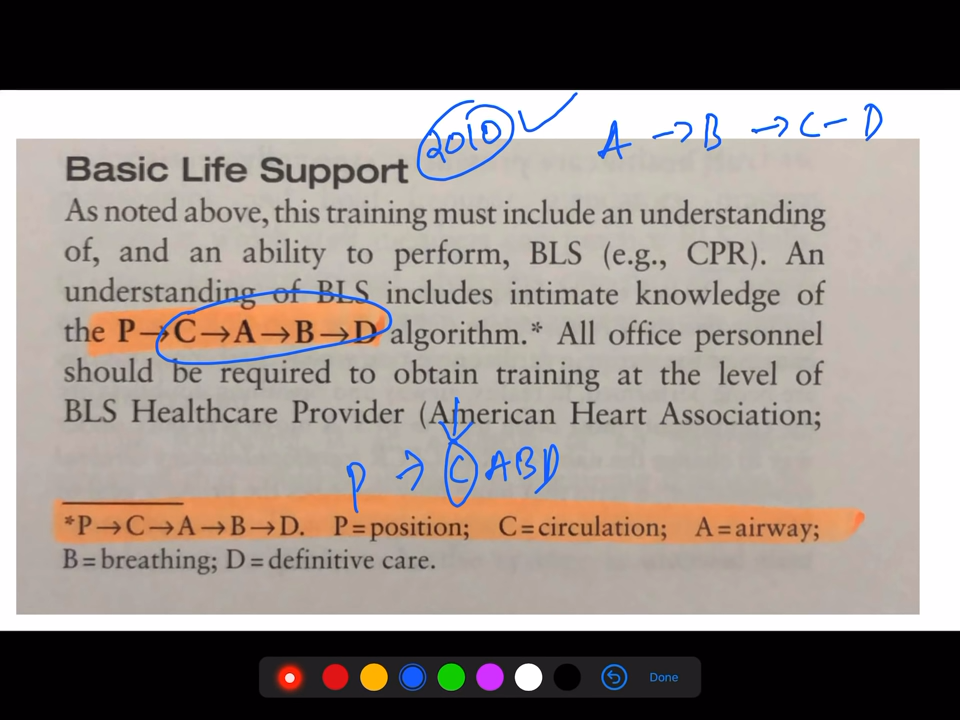 2010
A → B → C - D
Basic Life Support
As noted above, this training must include an understanding
of, and an ability to perform, BLS (e.g., CPR). An
understanding of BLS includes intimate knowledge of
the P→C→A→B→D algorithm.* All office personnel
should be required to obtain training at the level of
BLS Healthcare Provider (American Heart Association;
P → C A B D
*P→C→A→B→D. P=position; C=circulation; A=airway;
B=breathing; D=definitive care.
Done